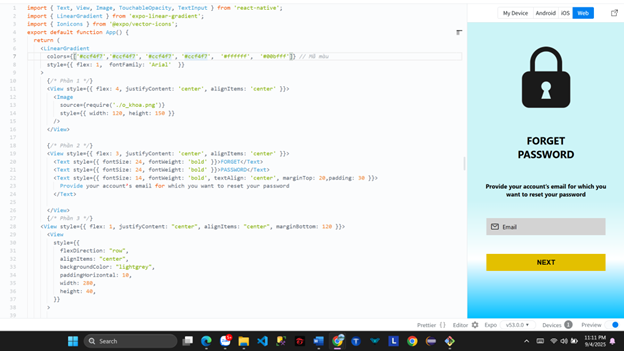 1 import { Text, View, Image, TouchableOpacity, TextInput } from 'react-native';
2 import { LinearGradient } from 'expo-linear-gradient';
3 import { Ionicons } from '@expo/vector-icons';
4 export default function App() {
5 return (
6 <LinearGradient
7 colors={['#ccf4f7','#ccf4f7', '#ccf4f7', '#ccf4f7', '#ffffff', '#00bfff']} // Mã màu
8 style={{ flex: 1, fontFamily: 'Arial' }}
9 >
10 {/* Phần 1 */}
11 <View style={{ flex: 4, justifyContent: 'center', alignItems: 'center' }}>
12 <Image
13 source={require('./o_khoa.png')}
14 style={{ width: 120, height: 150 }}
15 />
16 </View>
17
18 {/* Phần 2 */}
19 <View style={{ flex: 3, justifyContent: 'center', alignItems: 'center' }}>
20 <Text style={{ fontSize: 24, fontWeight: 'bold' }}>FORGET</Text>
21 <Text style={{ fontSize: 24, fontWeight: 'bold' }}>PASSWORD</Text>
22 <Text style={{ fontSize: 14, fontWeight: 'bold', textAlign: 'center', marginTop: 20,padding: 30 }}>
23 Provide your account's email for which you want to reset your password
24 </Text>
25
26 </View>
27 {/* Phần 3 */}
28 <View style={{ flex: 1, justifyContent: "center", alignItems: "center", marginBottom: 120 }}>
29 <View
30 style={{
31 flexDirection: "row",
32 alignItems: "center",
33 backgroundColor: "lightgrey",
34 paddingHorizontal: 10,
35 width: 280,
36 height: 40,
37 }}
38 >
My Device Android iOS Web
FORGET
PASSWORD
Provide your account's email for which you
want to reset your password
Email
NEXT
Prettier {} Editor Expo v53.0.0 Devices 1 Preview
Search
11:11 PM
9/4/2025